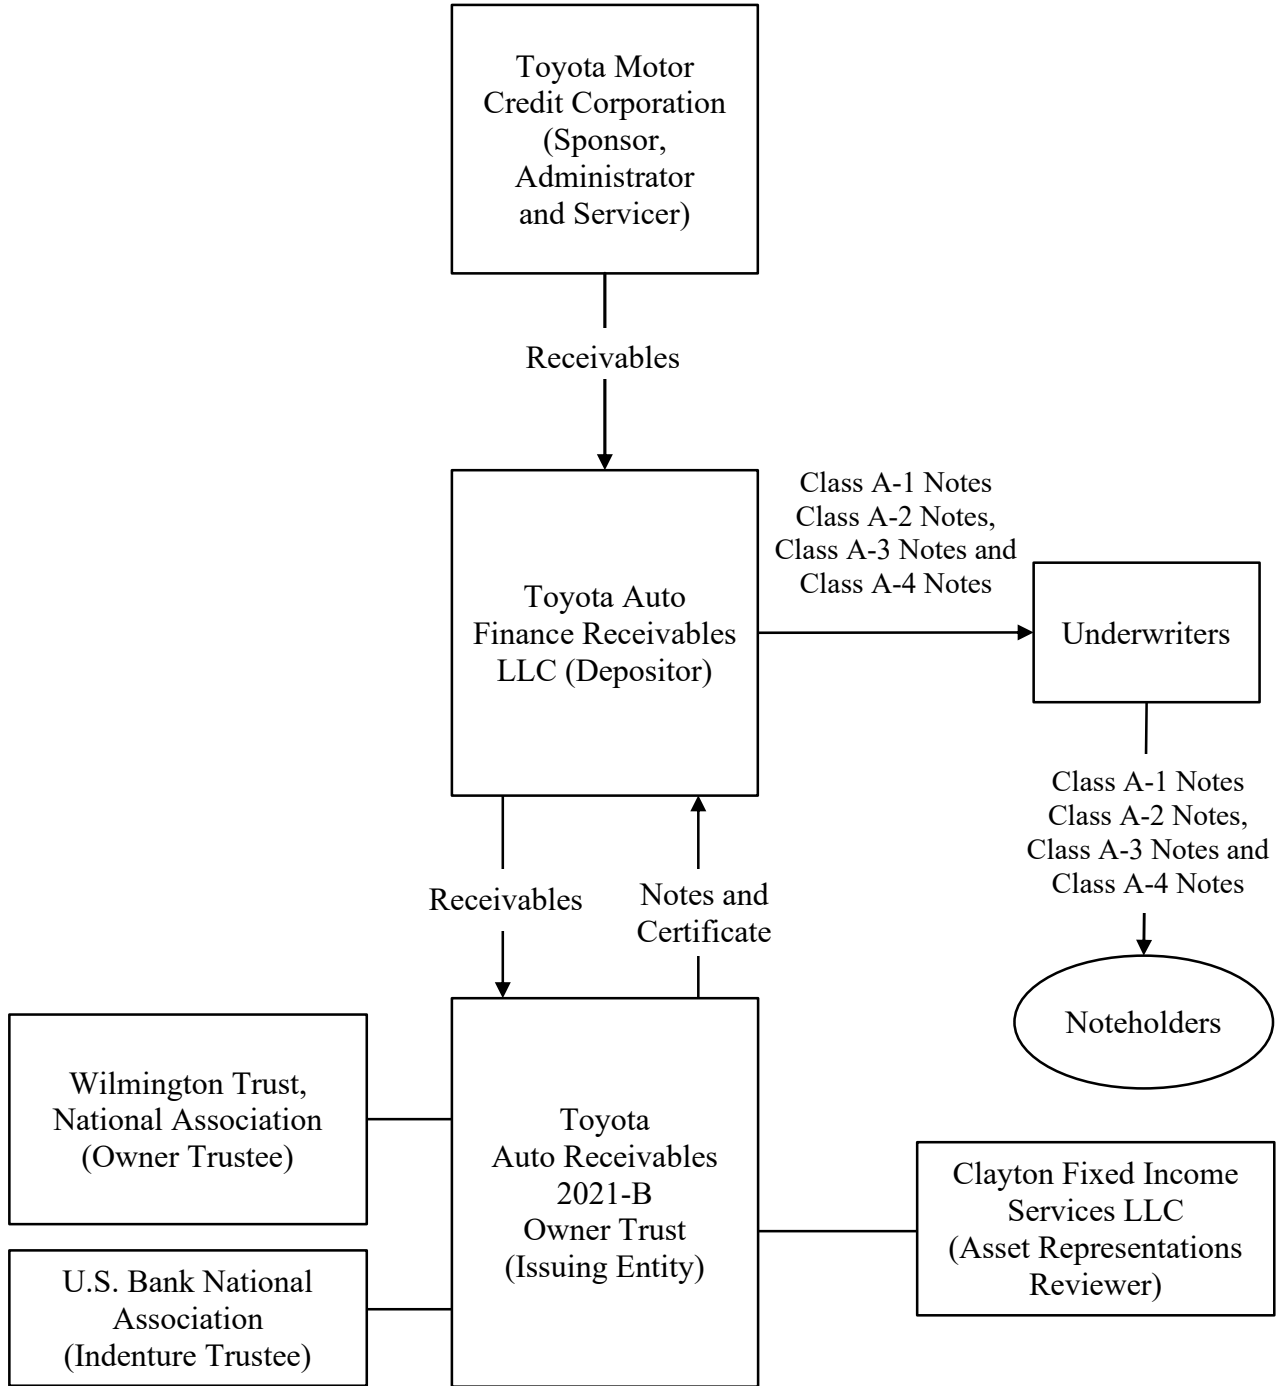 Toyota Motor
Credit Corporation
(Sponsor,
Administrator
and Servicer)
Receivables
Toyota Auto
Finance Receivables
LLC (Depositor)
Class A-1 Notes
Class A-2 Notes,
Class A-3 Notes and
Class A-4 Notes
Underwriters
Class A-1 Notes
Class A-2 Notes,
Class A-3 Notes and
Class A-4 Notes
Noteholders
Receivables
Notes and
Certificate
Wilmington Trust,
National Association
(Owner Trustee)
U.S. Bank National
Association
(Indenture Trustee)
Toyota
Auto Receivables
2021-B
Owner Trust
(Issuing Entity)
Clayton Fixed Income
Services LLC
(Asset Representations
Reviewer)